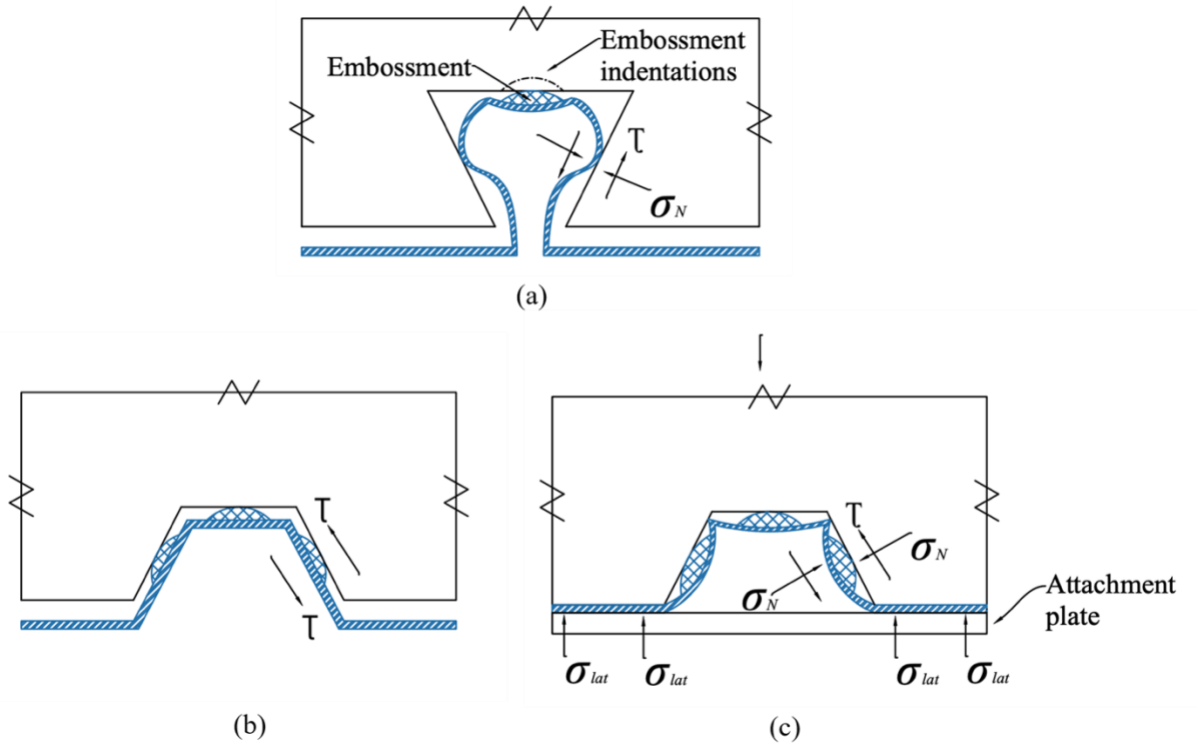 Embossment
indentations
Embossment
τ
σN
(a)
τ
τ
(b)
τ
σN
σN
Attachment
plate
σlat
σlat
σlat
σlat
(c)